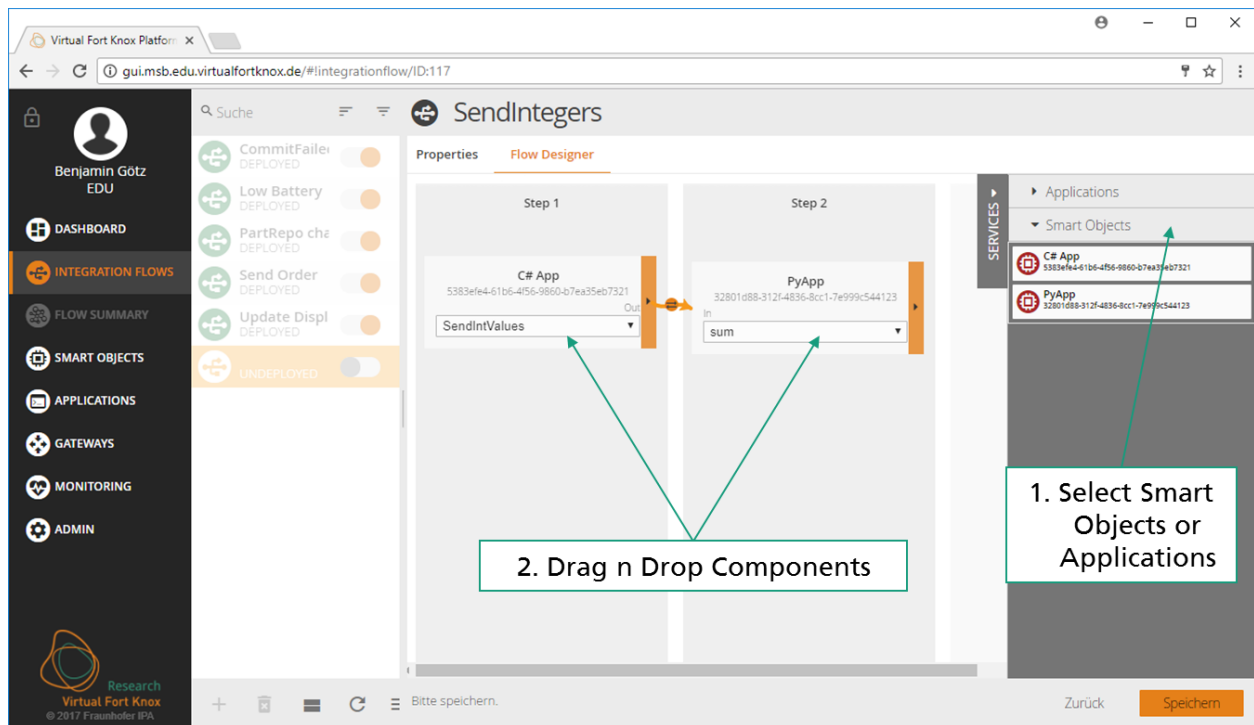 Virtual Fort Knox Platform
gui.msb.edu.virtualfortknox.de/#!integrationflow/ID:117
Benjamin Götz
EDU
DASHBOARD
INTEGRATION FLOWS
FLOW SUMMARY
SMART OBJECTS
APPLICATIONS
GATEWAYS
MONITORING
ADMIN
Research
Virtual Fort Knox
© 2017 Fraunhofer IPA
Suche
CommitFailed
DEPLOYED
Low Battery
DEPLOYED
PartRepo cha
DEPLOYED
Send Order
DEPLOYED
Update Displ
DEPLOYED
UNDEPLOYED
SendIntegers
Properties Flow Designer
Step 1
C# App
5383efe4-61b6-4f56-9860-b7ea35eb7321
Out
SendIntValues
Step 2
PyApp
32801d88-312f-4836-8cc1-7e999c544123
In
sum
SERVICES
Applications
Smart Objects
C# App
5383efe4-61b6-4f56-9860-b7ea35eb7321
PyApp
32801d88-312f-4836-8cc1-7e999c544123
1. Select Smart
Objects or
Applications
2. Drag n Drop Components
Bitte speichern.
Zurück
Speichern